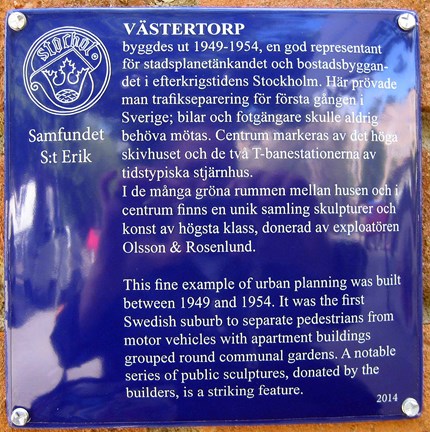 VÄSTERTORP
byggdes ut 1949-1954, en god representant
för stadsplanetänkandet och bostadsbyggan-
det i efterkrigstidens Stockholm. Här prövade
man trafikseparering för första gången i
Sverige; bilar och fotgängare skulle aldrig
behöva mötas. Centrum markeras av det höga
skivhuset och de två T-banestationerna av
tidstypiska stjärnhus.
I de många gröna rummen mellan husen och i
centrum finns en unik samling skulpturer och
konst av högsta klass, donerad av exploatören
Olsson & Rosenlund.
This fine example of urban planning was built
between 1949 and 1954. It was the first
Swedish suburb to separate pedestrians from
motor vehicles with apartment buildings
grouped round communal gardens. A notable
series of public sculptures, donated by the
builders, is a striking feature.
2014
stochol
Samfundet
S:t Erik